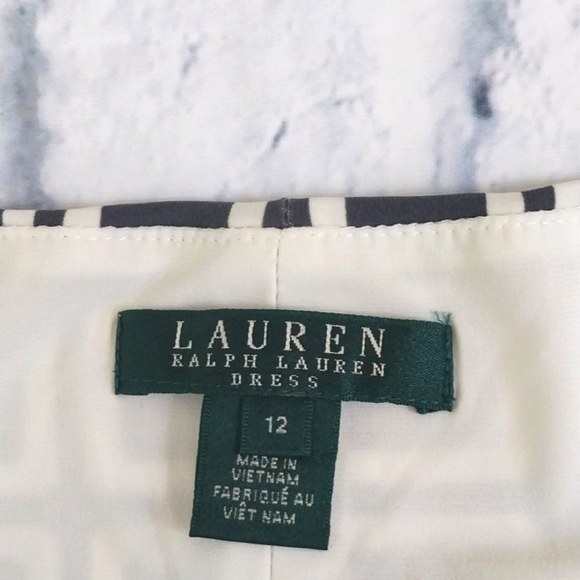 LAUREN
RALPH LAUREN
DRESS
12
MADE IN
VIETNAM
FABRIQUÉ AU
VIÊT NAM